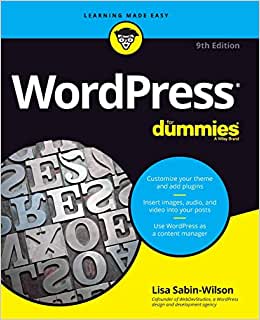 LEARNING MADE EASY
9th Edition
WordPress®
for
dummies®
A Wiley Brand
Customize your theme
and add plugins
Insert images, audio, and
video into your posts
Use WordPress as
a content manager
Lisa Sabin-Wilson
Cofounder of WebDevStudios, a WordPress
design and development agency